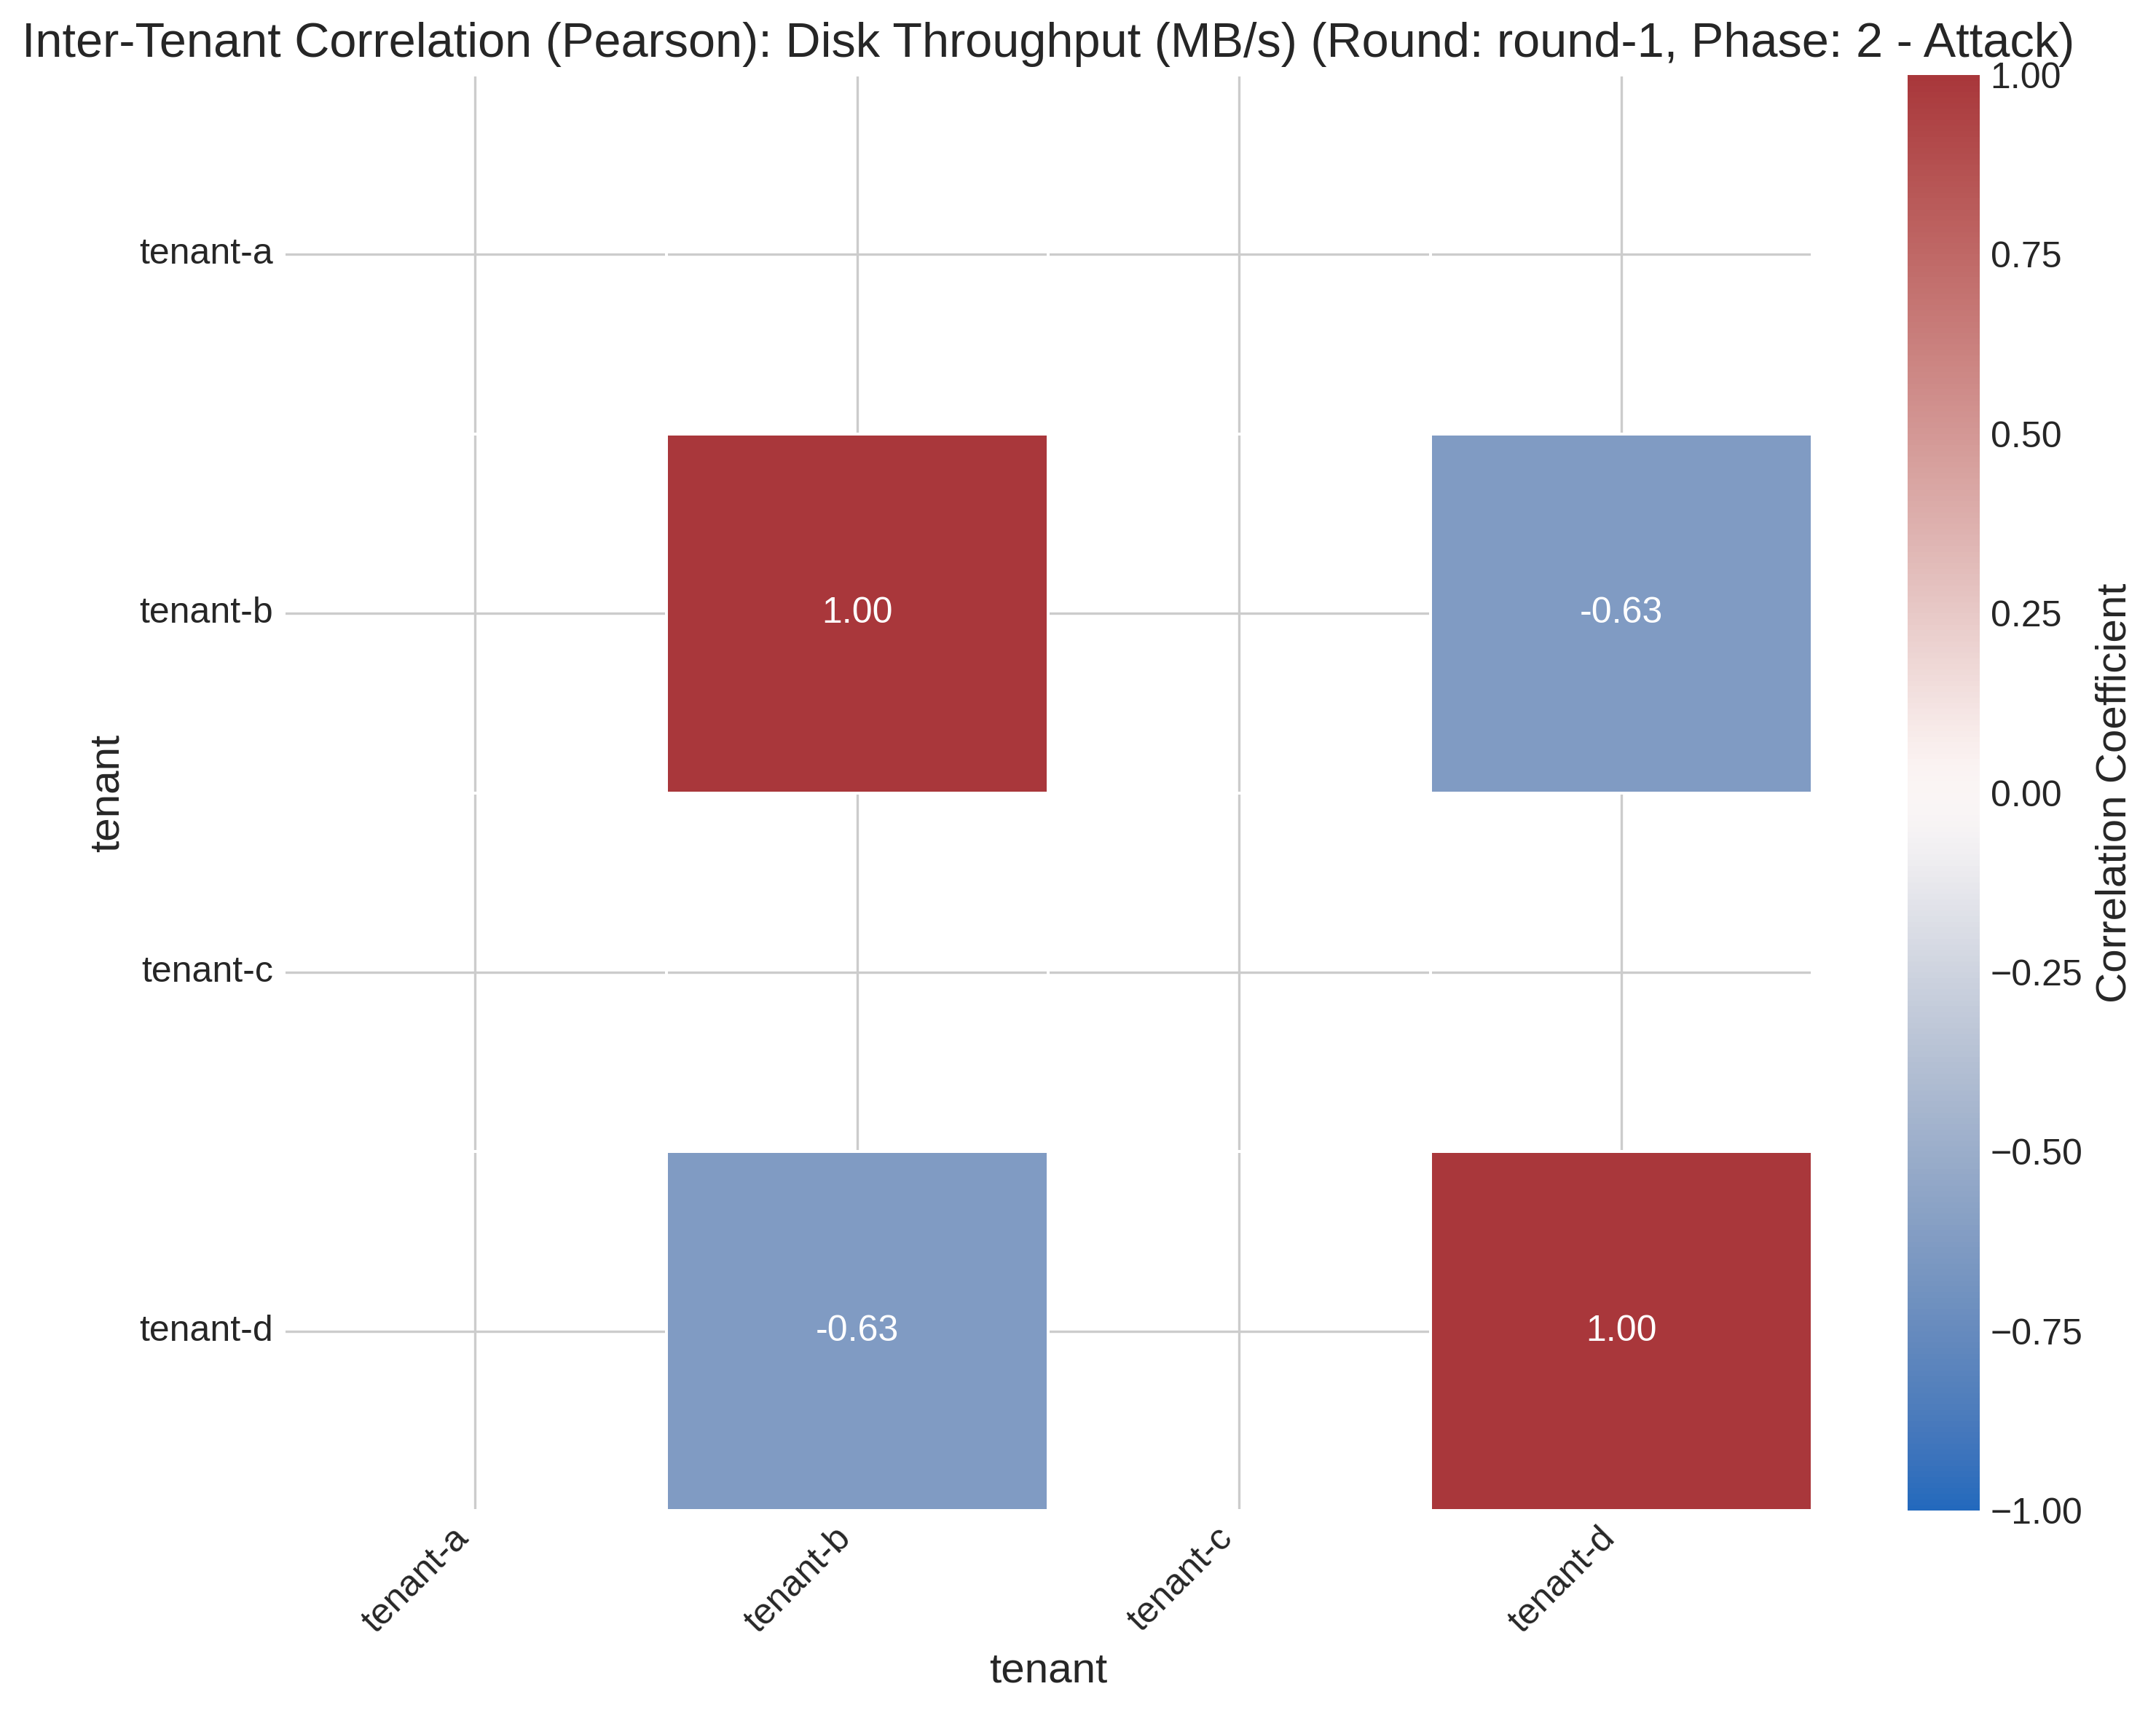 Inter-Tenant Correlation (Pearson): Disk Throughput (MB/s) (Round: round-1, Phase: 2 - Attack)
tenant
tenant-a
tenant-b
tenant-c
tenant-d
1.00
-0.63
-0.63
1.00
tenant-a
tenant-b
tenant-c
tenant-d
tenant
1.00
0.75
0.50
0.25
0.00
−0.25
−0.50
−0.75
−1.00
Correlation Coefficient